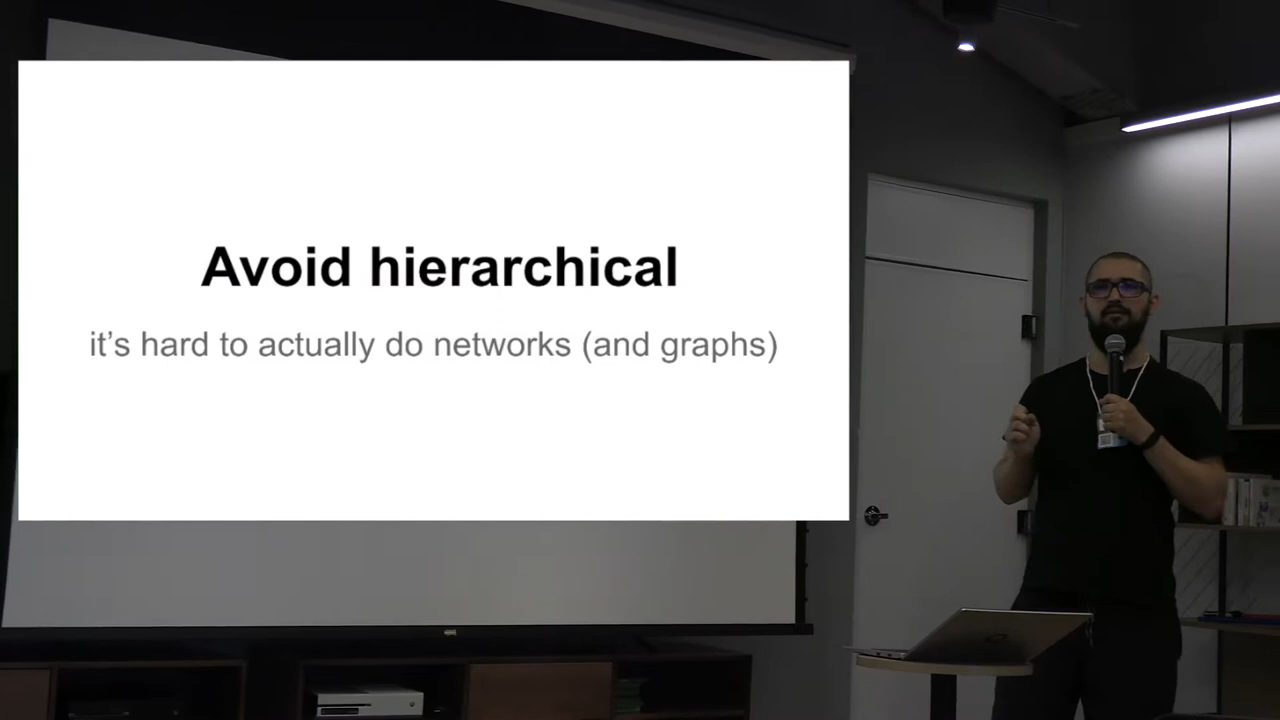 Avoid hierarchical
it's hard to actually do networks (and graphs)